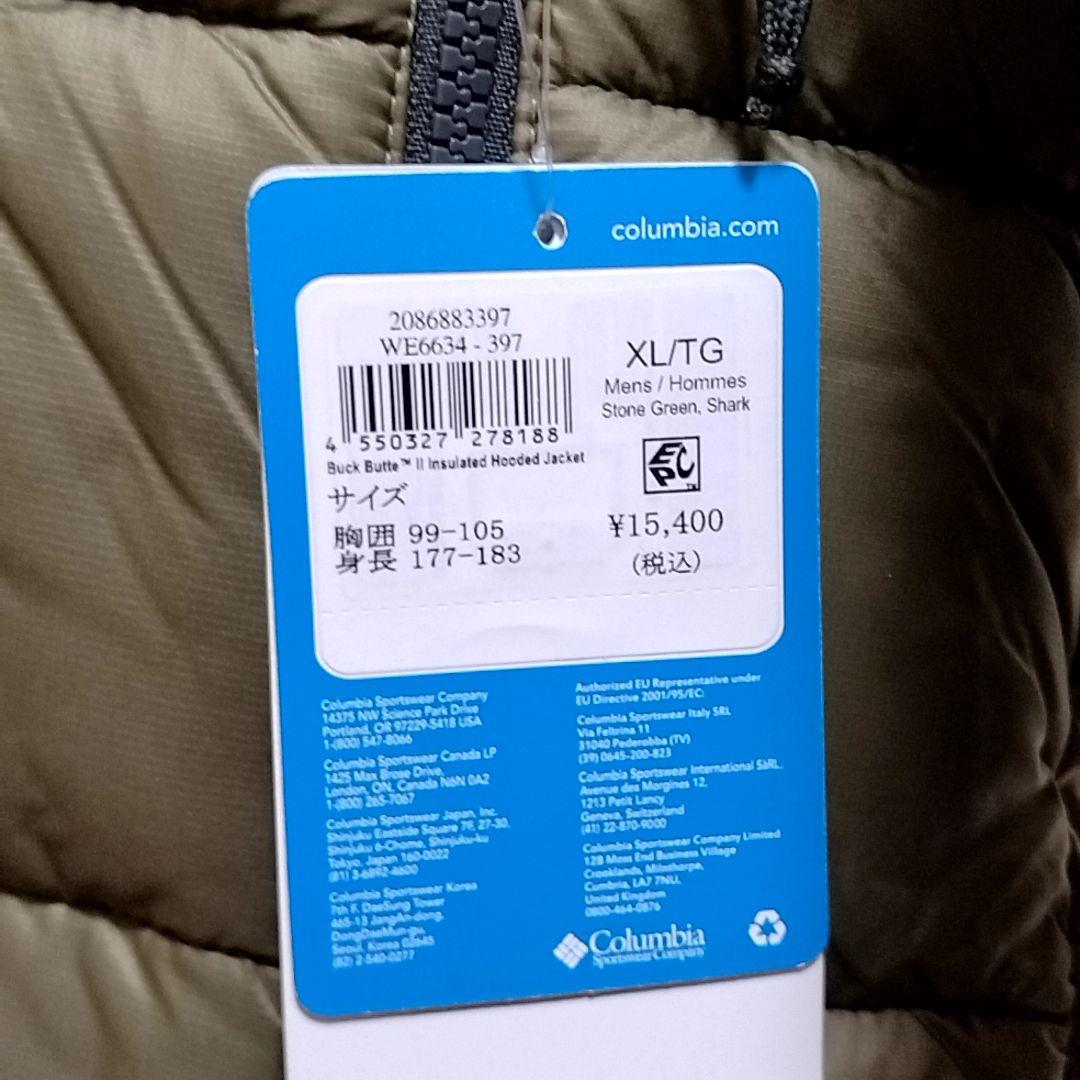 columbia.com
2086883397
WE6634 - 397
4 550327 278188
Buck Butte™ II Insulated Hooded Jacket
サイズ
胸囲 99-105
身長 177-183
XL/TG
Mens / Hommes
Stone Green, Shark
EPC
TM
¥15,400
(税込)
Columbia Sportswear Company
14375 NW Science Park Drive
Portland, OR 97229-5418 USA
1-(800) 547-8066
Columbia Sportswear Canada LP
1425 Max Brose Drive,
London, ON, Canada N6N 0A2
1-(800) 265-7067
Columbia Sportswear Japan, Inc.
Shinjuku Eastside Square 7F, 27-30,
Shinjuku 6-Chome, Shinjuku-ku
Tokyo, Japan 160-0022
(81) 3-6892-4600
Columbia Sportswear Korea
7th F. DaeSung Tower
465-13 JangAn-dong,
DongDaeMun-gu,
Seoul, Korea 02645
(82) 2-540-0277
Authorized EU Representative under
EU Directive 2001/95/EC:
Columbia Sportswear Italy SRL
Via Feltrina 11
31040 Pederobba (TV)
(39) 0645-200-823
Columbia Sportswear International SàRL,
Avenue des Morgines 12,
1213 Petit Lancy
Geneva, Switzerland
(41) 22-870-9000
Columbia Sportswear Company Limited
12B Moss End Business Village
Crooklands, Milnthorpe,
Cumbria, LA7 7NU,
United Kingdom
0800-464-0876
Columbia
Sportswear Company